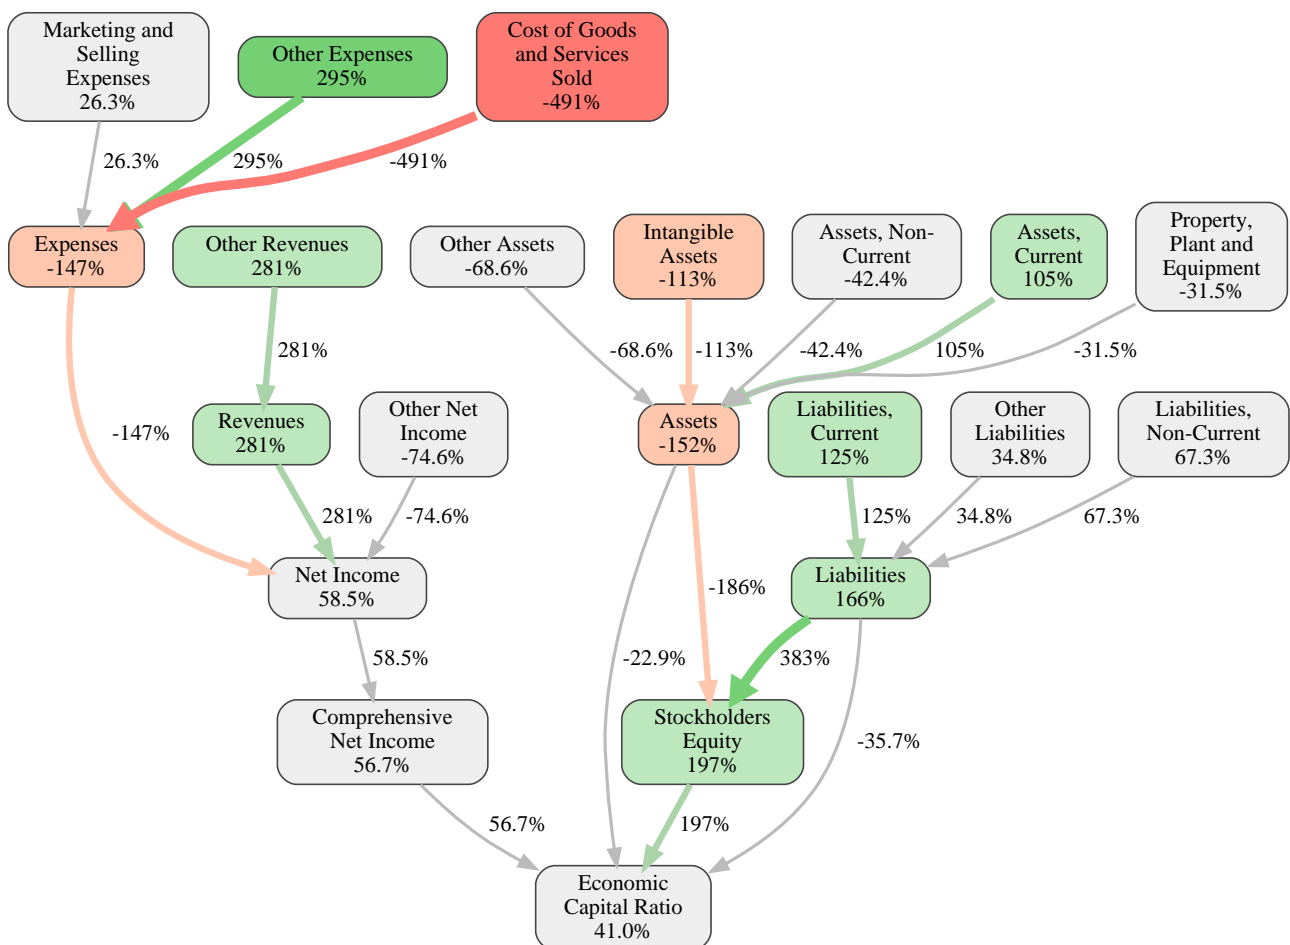 Marketing and
Selling
Expenses
26.3%
Other Expenses
295%
Cost of Goods
and Services
Sold
-491%
26.3%
295%
-491%
Expenses
-147%
Other Revenues
281%
Other Assets
-68.6%
Intangible
Assets
-113%
Assets, Non-
Current
-42.4%
Assets,
Current
105%
Property,
Plant and
Equipment
-31.5%
281%
-68.6%
-113%
-42.4%
105%
-31.5%
-147%
Revenues
281%
Other Net
Income
-74.6%
Assets
-152%
Liabilities,
Current
125%
Other
Liabilities
34.8%
Liabilities,
Non-Current
67.3%
281%
-74.6%
125%
34.8%
67.3%
Net Income
58.5%
-186%
Liabilities
166%
58.5%
-22.9%
383%
Comprehensive
Net Income
56.7%
Stockholders
Equity
197%
-35.7%
56.7%
197%
Economic
Capital Ratio
41.0%